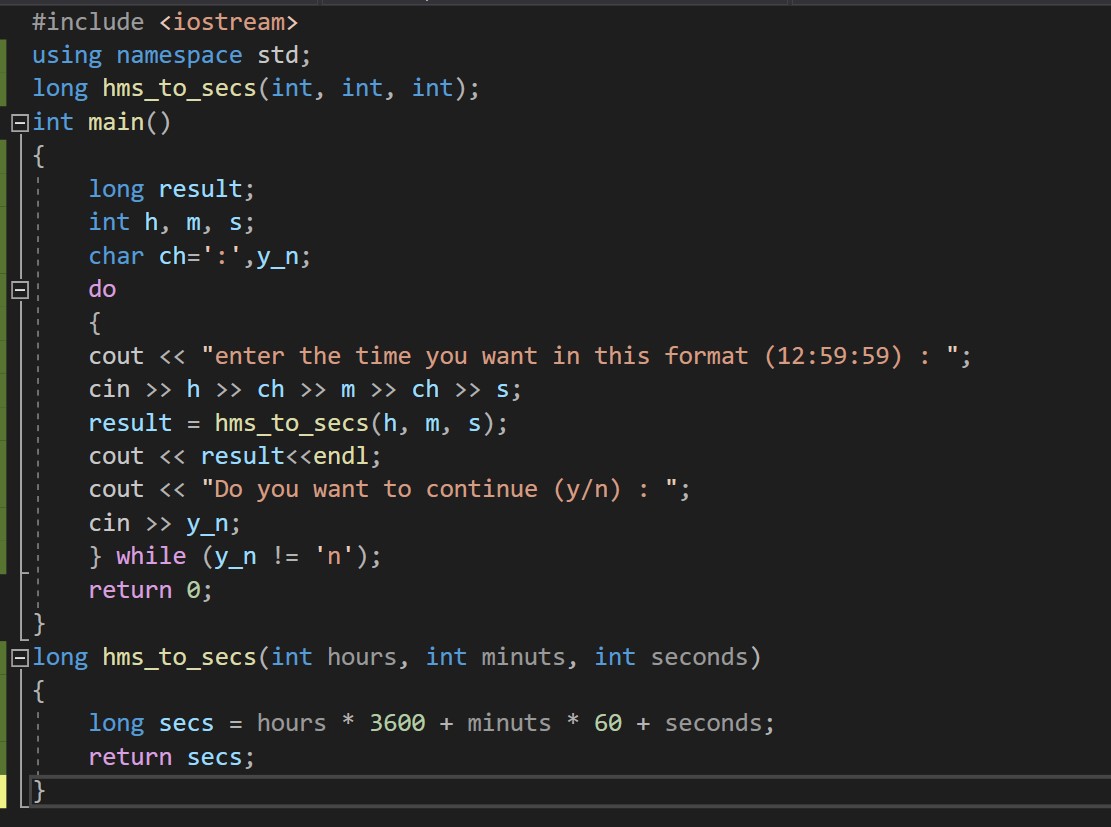 #include <iostream>
using namespace std;
long hms_to_secs(int, int, int);
int main()
{
    long result;
    int h, m, s;
    char ch=':',y_n;
    do
    {
    cout << "enter the time you want in this format (12:59:59) : ";
    cin >> h >> ch >> m >> ch >> s;
    result = hms_to_secs(h, m, s);
    cout << result<<endl;
    cout << "Do you want to continue (y/n) : ";
    cin >> y_n;
    } while (y_n != 'n');
    return 0;
}
long hms_to_secs(int hours, int minuts, int seconds)
{
    long secs = hours * 3600 + minuts * 60 + seconds;
    return secs;
}